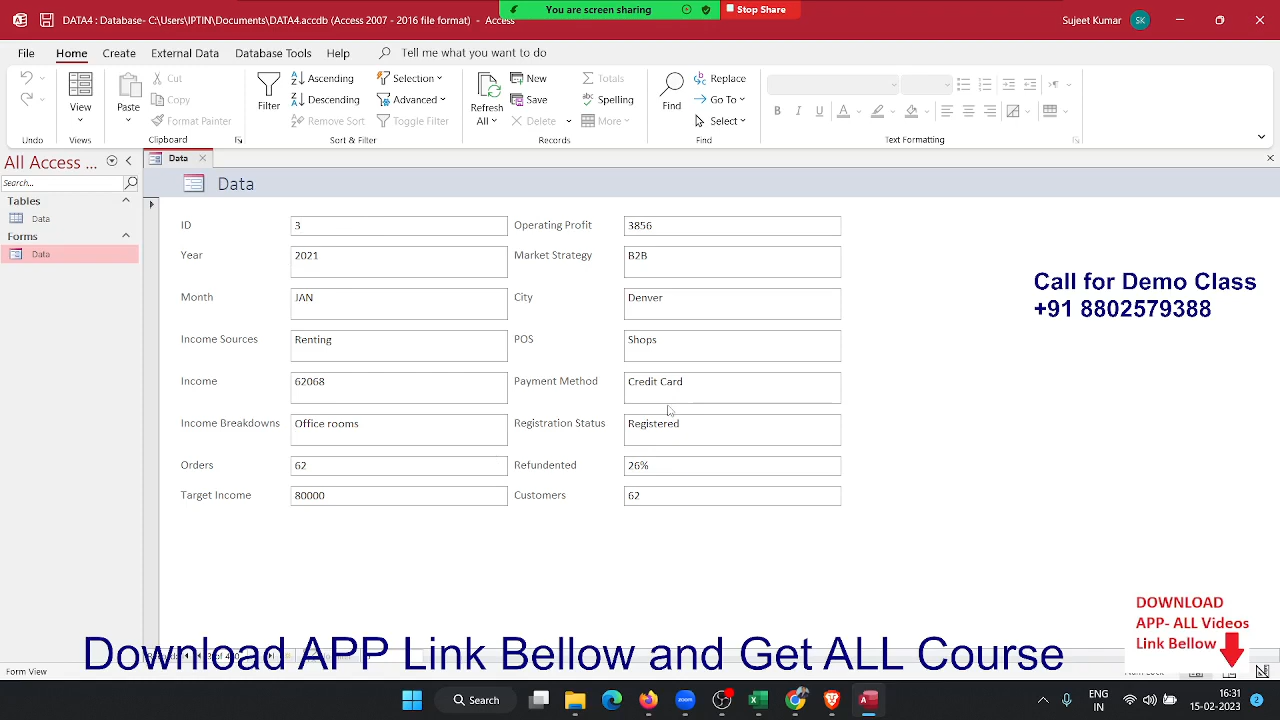 DATA4 : Database- C:\Users\IPTIN\Documents\DATA4.accdb (Access 2007 - 2016 file format) - Access
You are screen sharing
Stop Share
Sujeet Kumar
SK
File Home Create External Data Database Tools Help Tell me what you want to do
Undo
View
Views
Paste
Cut
Copy
Format Painter
Clipboard
Filter
Ascending
Descending
Remove Sort
Selection
Advanced
Toggle Filter
Sort & Filter
Refresh
All
New
Save
Delete
Totals
Spelling
More
Records
Find
Replace
Go To
Select
Find
B I U A
Text Formatting
All Access ...
Search...
Tables
Data
Forms
Data
Data
Data
ID 3 Operating Profit 3856
Year 2021 Market Strategy B2B
Month JAN City Denver
Income Sources Renting POS Shops
Income 62068 Payment Method Credit Card
Income Breakdowns Office rooms Registration Status Registered
Orders 62 Refundented 26%
Target Income 80000 Customers 62
Call for Demo Class
+91 8802579388
DOWNLOAD
APP- ALL Videos
Link Bellow
Download APP Link Bellow and Get ALL Course
Form View
Num Lock
Search
zoom
ENG
IN
16:31
15-02-2023
2